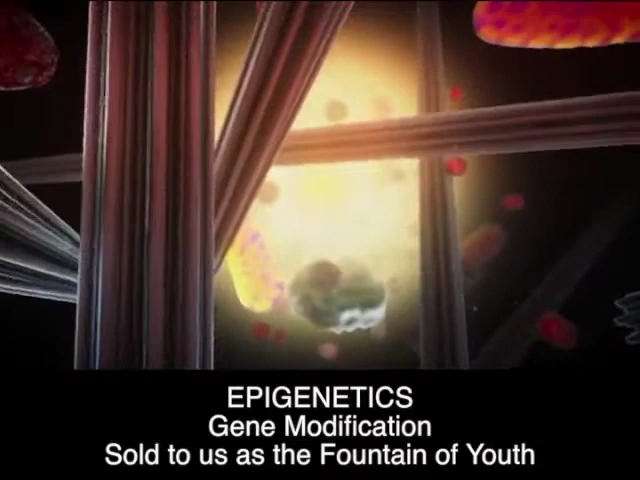 EPIGENETICS
Gene Modification
Sold to us as the Fountain of Youth